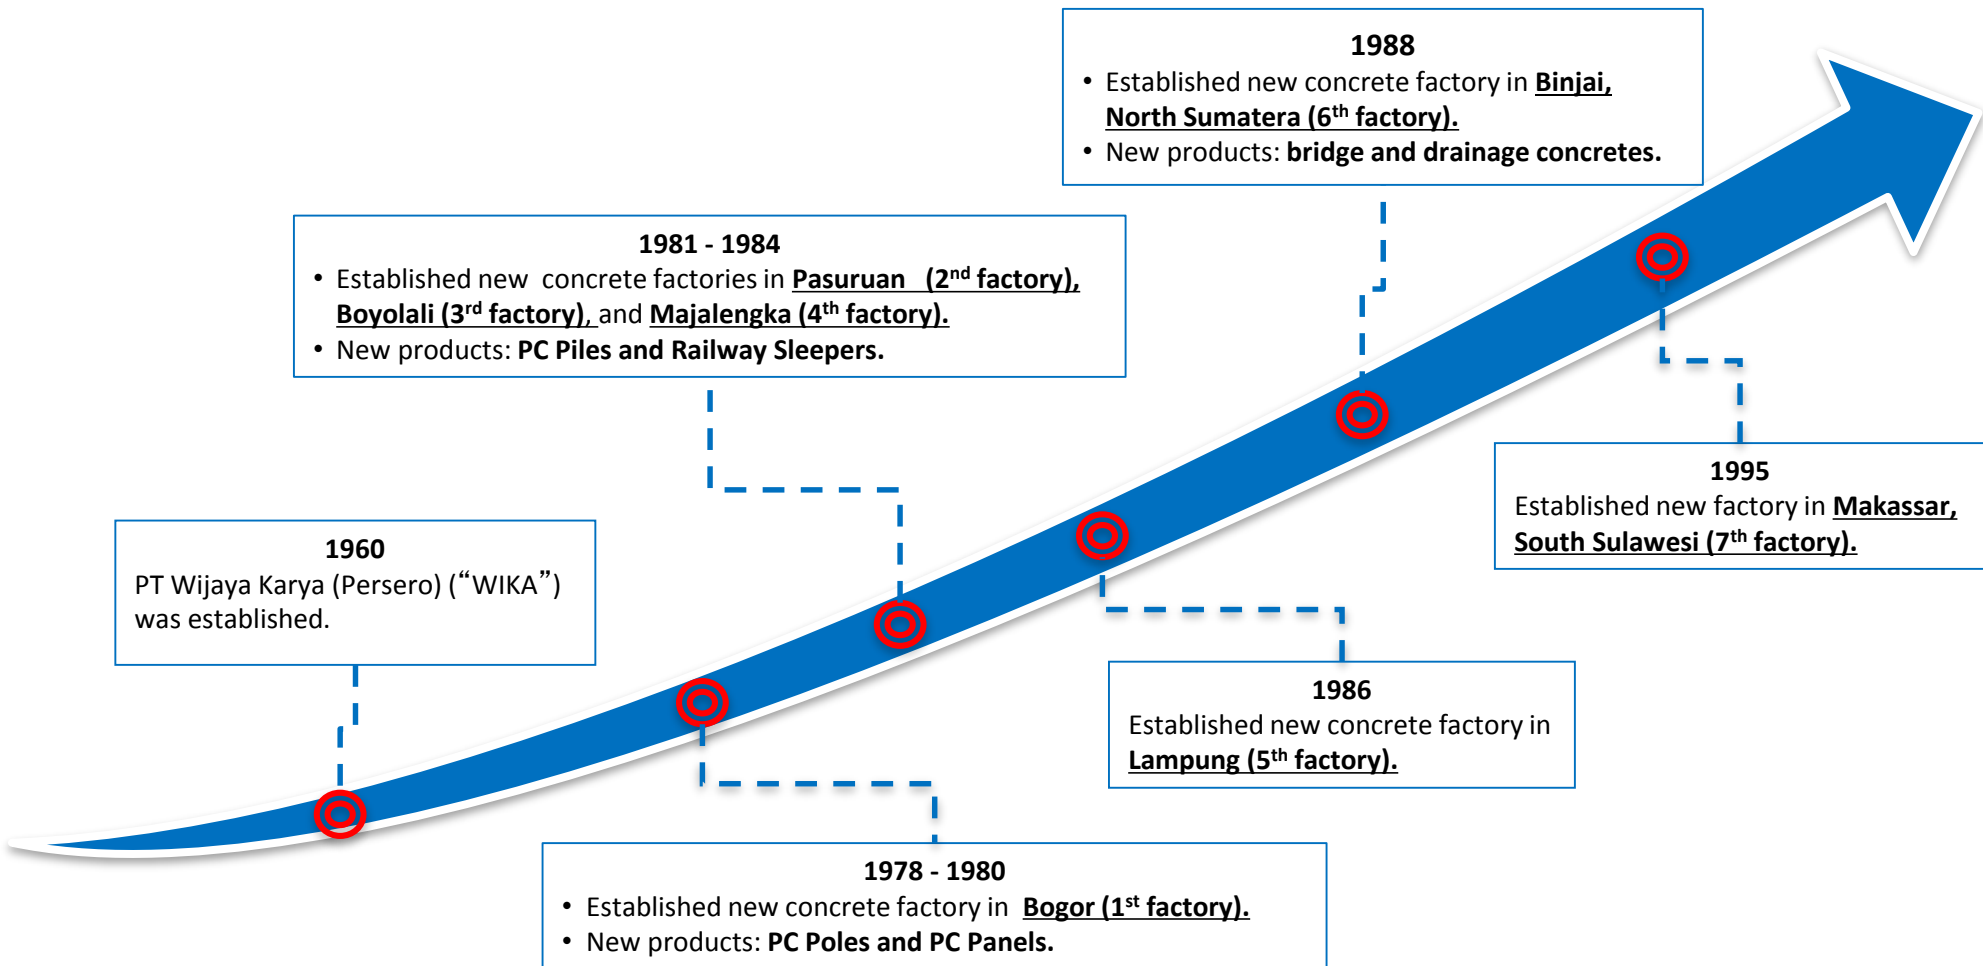 1988
• Established new concrete factory in Binjai,
North Sumatera (6th factory).
• New products: bridge and drainage concretes.
1981 - 1984
• Established new concrete factories in Pasuruan (2nd factory),
Boyolali (3rd factory), and Majalengka (4th factory).
• New products: PC Piles and Railway Sleepers.
1995
Established new factory in Makassar,
South Sulawesi (7th factory).
1960
PT Wijaya Karya (Persero) (“WIKA”)
was established.
1986
Established new concrete factory in
Lampung (5th factory).
1978 - 1980
• Established new concrete factory in Bogor (1st factory).
• New products: PC Poles and PC Panels.